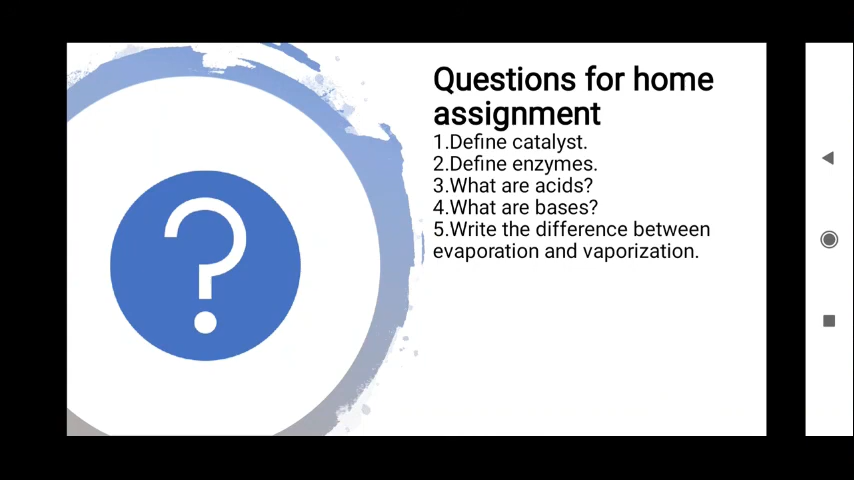 Questions for home
assignment
1.Define catalyst.
2.Define enzymes.
3.What are acids?
4.What are bases?
5.Write the difference between
evaporation and vaporization.
?